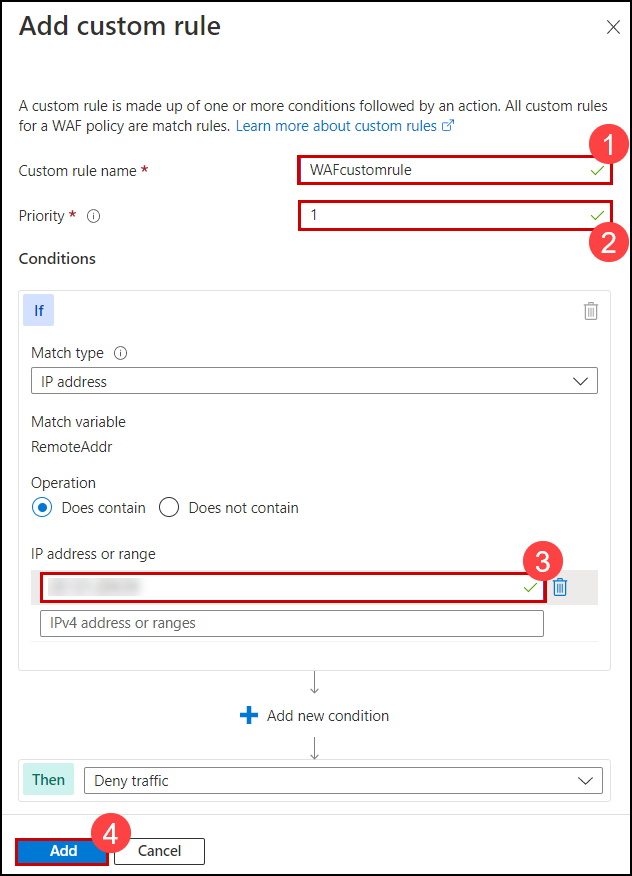 Add custom rule
A custom rule is made up of one or more conditions followed by an action. All custom rules
for a WAF policy are match rules. Learn more about custom rules
1
Custom rule name *
WAFcustomrule
Priority *
1
2
Conditions
If
Match type
IP address
Match variable
RemoteAddr
Operation
Does contain
Does not contain
IP address or range
3
IPv4 address or ranges
Add new condition
Then
Deny traffic
4
Add
Cancel